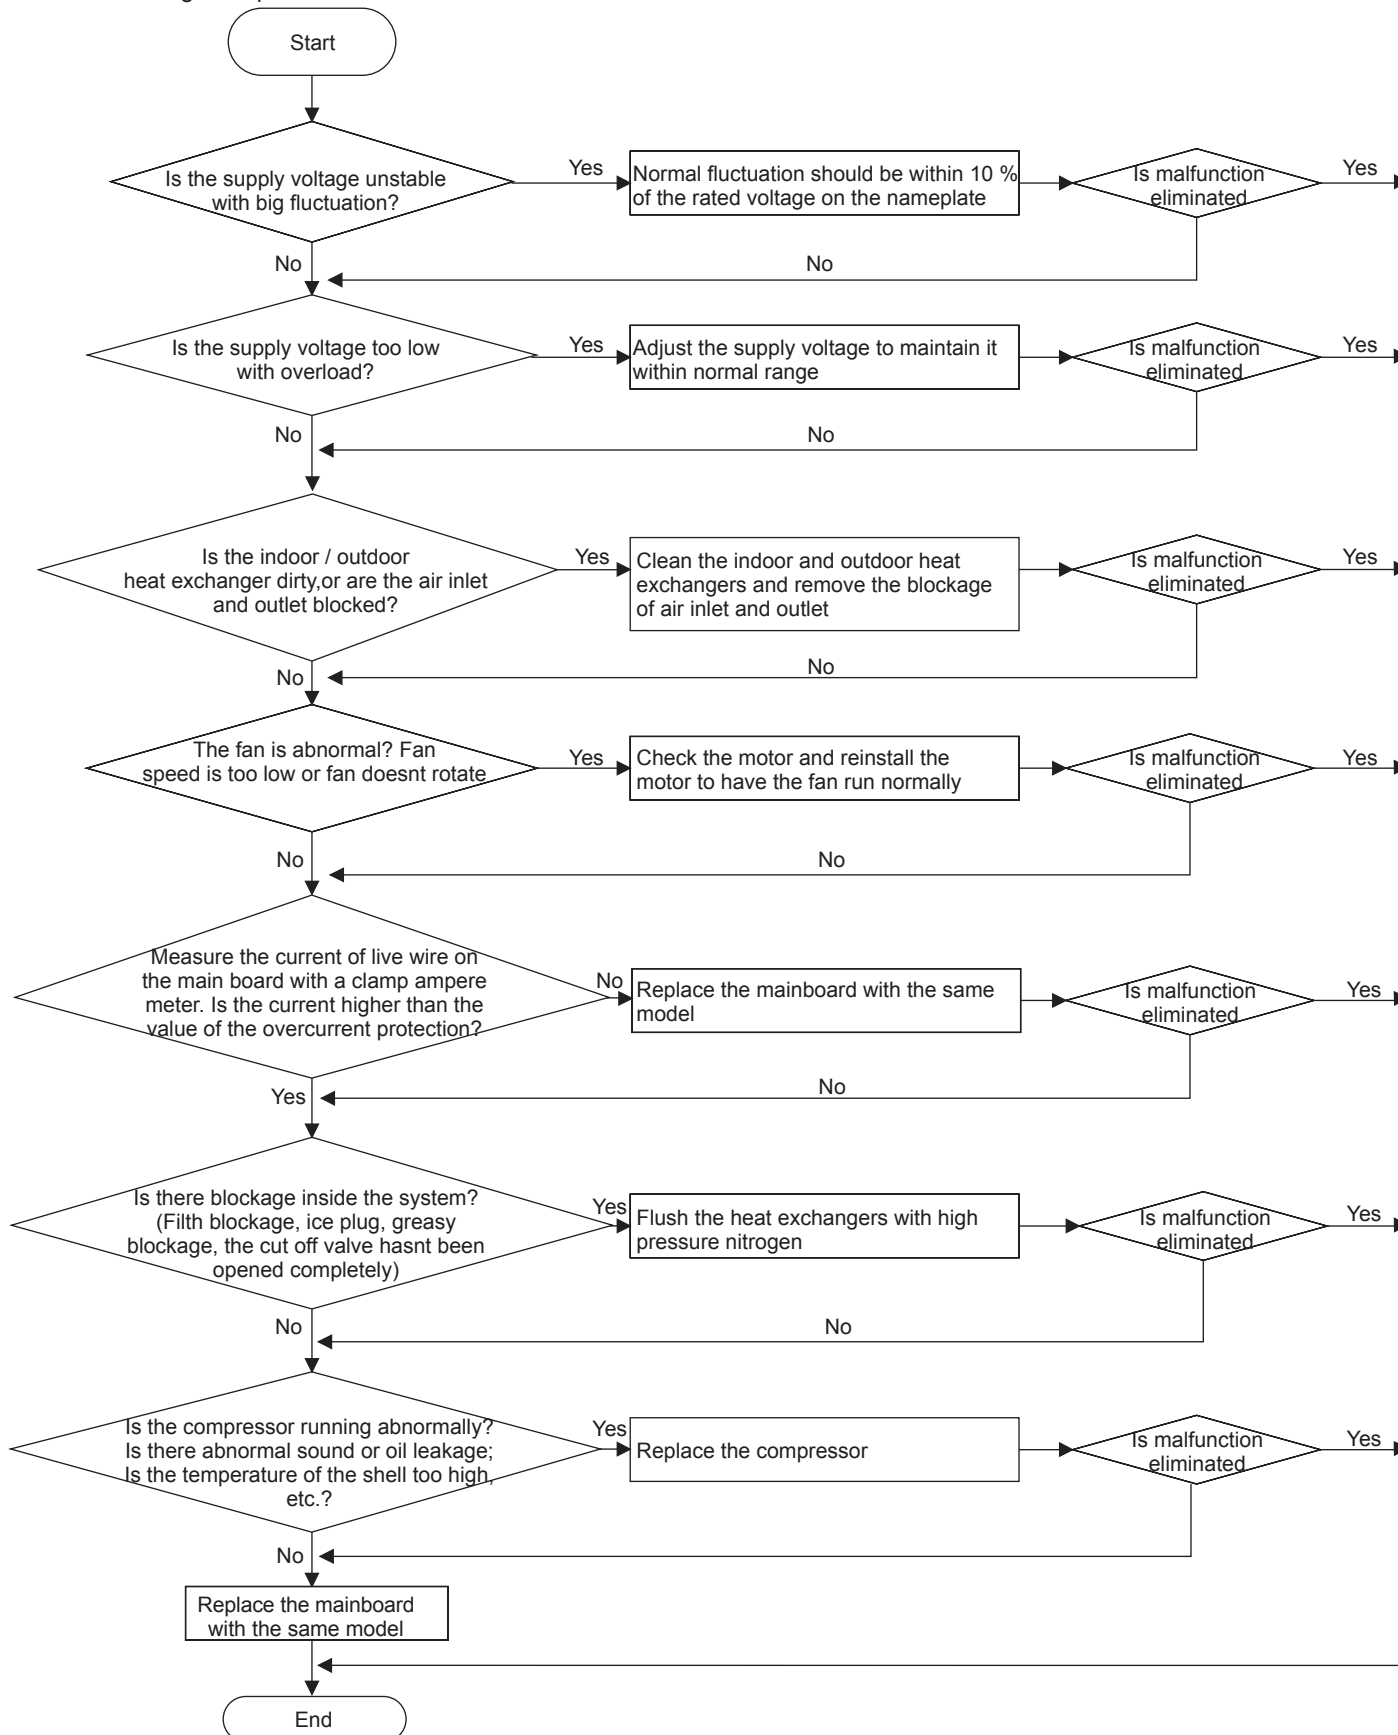 Start
Is the supply voltage unstable
with big fluctuation?
Yes
Normal fluctuation should be within 10 %
of the rated voltage on the nameplate
Is malfunction
eliminated
Yes
No
No
Is the supply voltage too low
with overload?
Yes
Adjust the supply voltage to maintain it
within normal range
Is malfunction
eliminated
Yes
No
No
Is the indoor / outdoor
heat exchanger dirty,or are the air inlet
and outlet blocked?
Yes
Clean the indoor and outdoor heat
exchangers and remove the blockage
of air inlet and outlet
Is malfunction
eliminated
Yes
No
No
The fan is abnormal? Fan
speed is too low or fan doesnt rotate
Yes
Check the motor and reinstall the
motor to have the fan run normally
Is malfunction
eliminated
Yes
No
No
Measure the current of live wire on
the main board with a clamp ampere
meter. Is the current higher than the
value of the overcurrent protection?
No
Replace the mainboard with the same
model
Is malfunction
eliminated
Yes
Yes
No
Is there blockage inside the system?
(Filth blockage, ice plug, greasy
blockage, the cut off valve hasnt been
opened completely)
Yes
Flush the heat exchangers with high
pressure nitrogen
Is malfunction
eliminated
Yes
No
No
Is the compressor running abnormally?
Is there abnormal sound or oil leakage;
Is the temperature of the shell too high,
etc.?
Yes
Replace the compressor
Is malfunction
eliminated
Yes
No
Replace the mainboard
with the same model
End